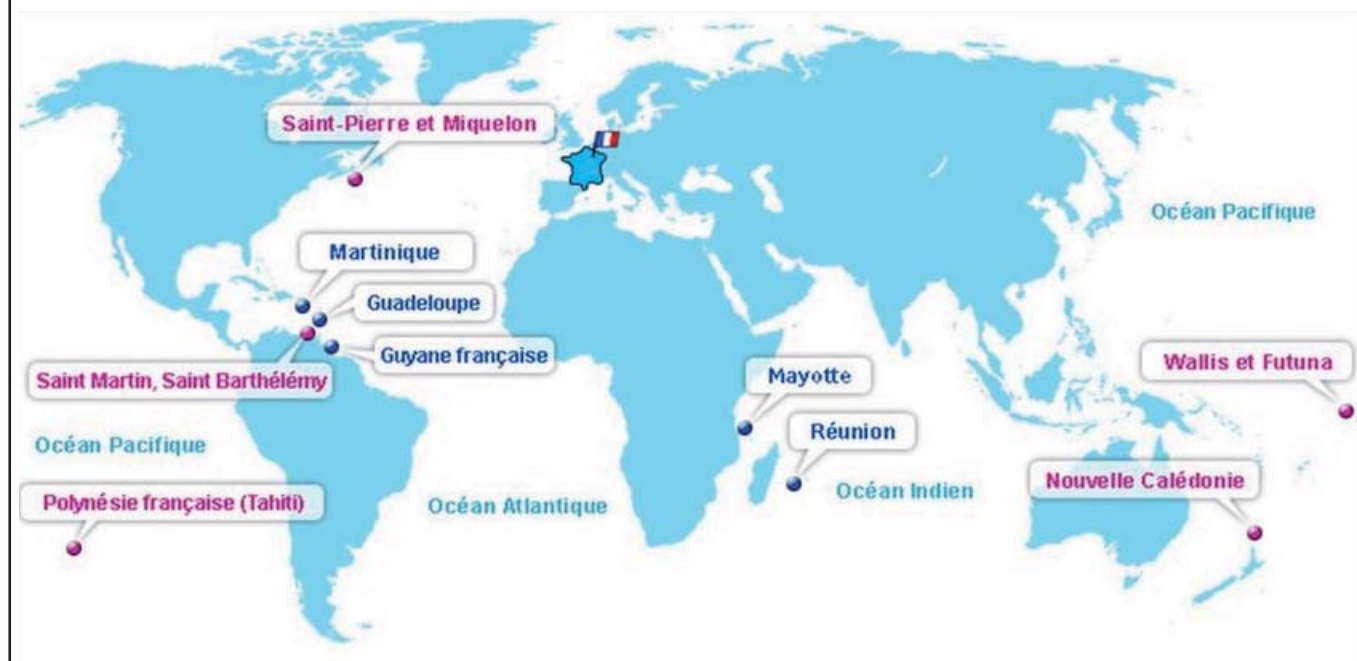 Saint-Pierre et Miquelon
Océan Pacifique
Martinique
Guadeloupe
Guyane française
Saint Martin, Saint Barthélémy
Wallis et Futuna
Mayotte
Réunion
Océan Pacifique
Nouvelle Calédonie
Océan Indien
Polynésie française (Tahiti)
Océan Atlantique